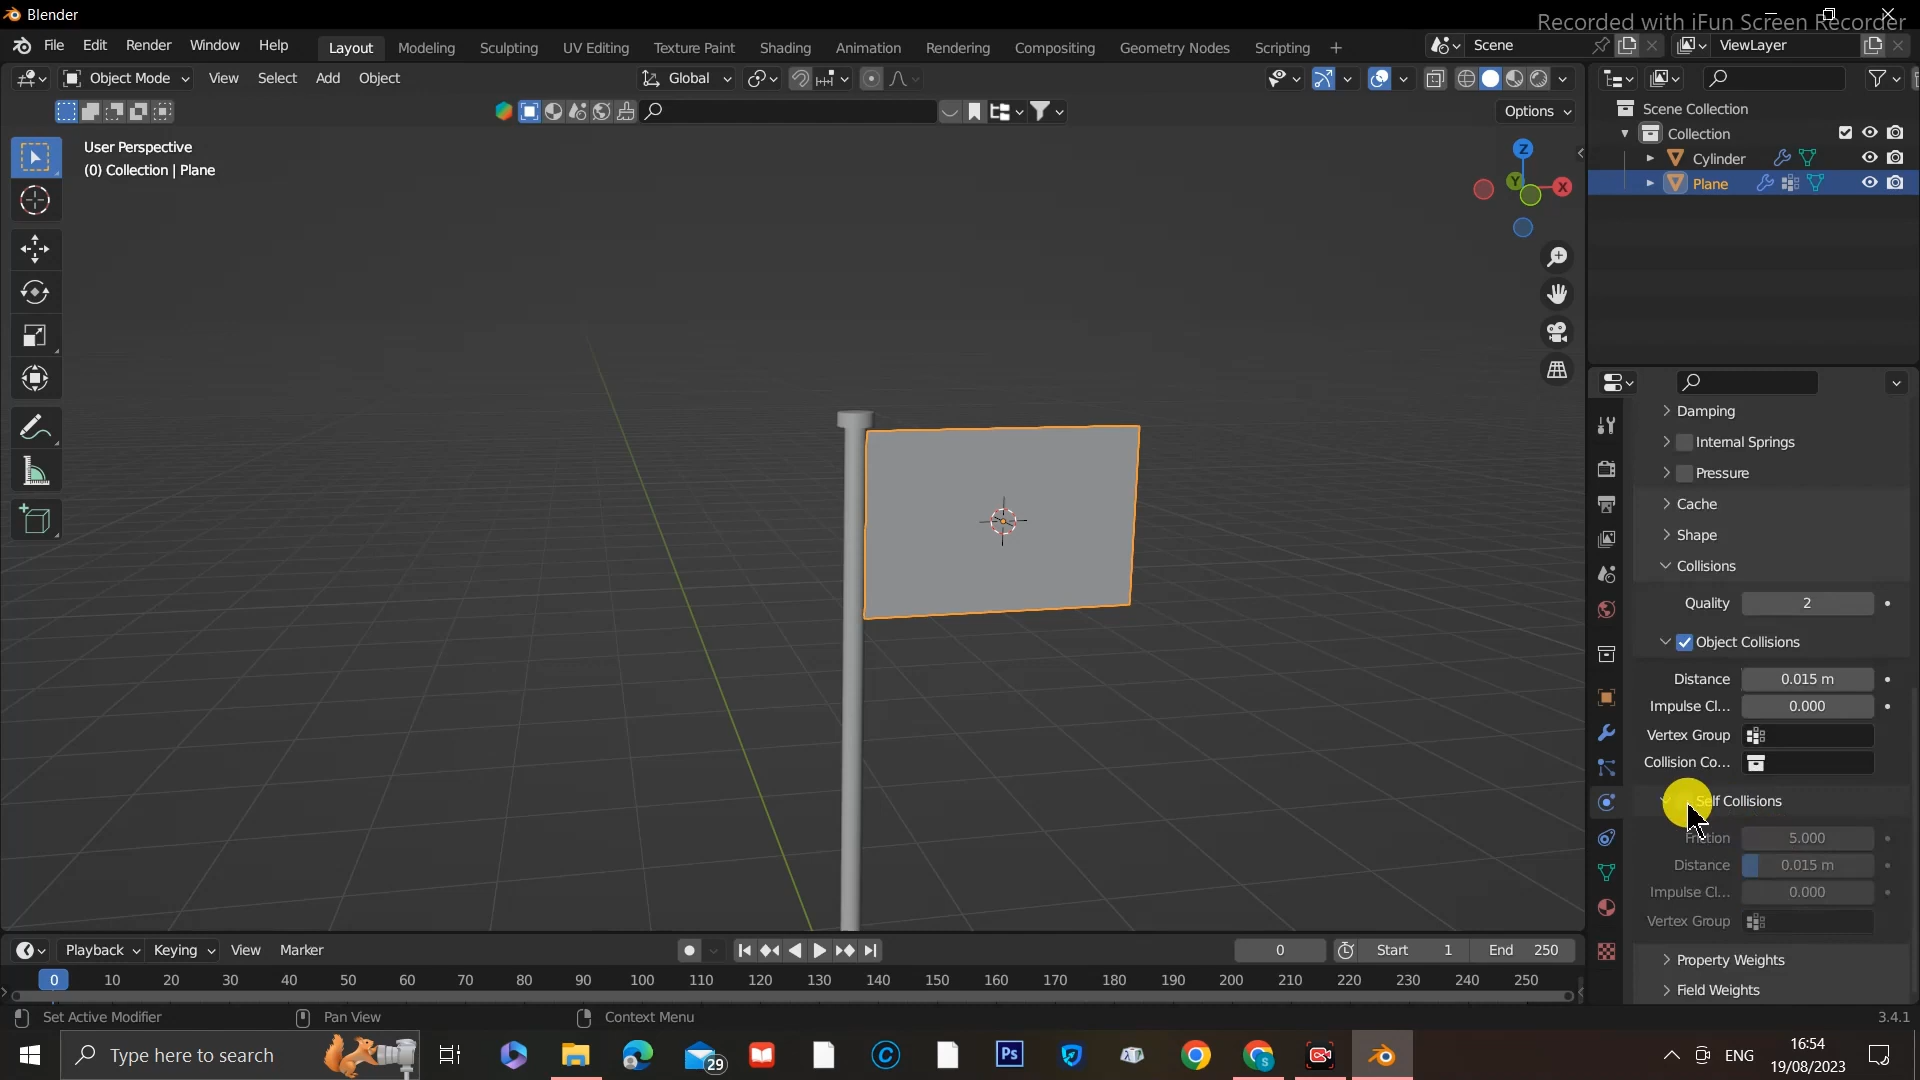 Blender
Recorded with iFun Screen Recorder
File Edit Render Window Help
Layout Modeling Sculpting UV Editing Texture Paint Shading Animation Rendering Compositing Geometry Nodes Scripting +
Scene
ViewLayer
Object Mode View Select Add Object
Global
Options
User Perspective
(0) Collection | Plane
Z
Y
X
Scene Collection
Collection
Cylinder
Plane
Damping
Internal Springs
Pressure
Cache
Shape
Collisions
Quality 2
Object Collisions
Distance 0.015 m
Impulse Cl... 0.000
Vertex Group
Collision Co...
Self Collisions
Friction 5.000
Distance 0.015 m
Impulse Cl... 0.000
Vertex Group
Property Weights
Field Weights
Playback Keying View Marker
0 Start 1 End 250
0 10 20 30 40 50 60 70 80 90 100 110 120 130 140 150 160 170 180 190 200 210 220 230 240 250
Set Active Modifier Pan View Context Menu
3.4.1
Type here to search
29
Ps
ENG
16:54
19/08/2023